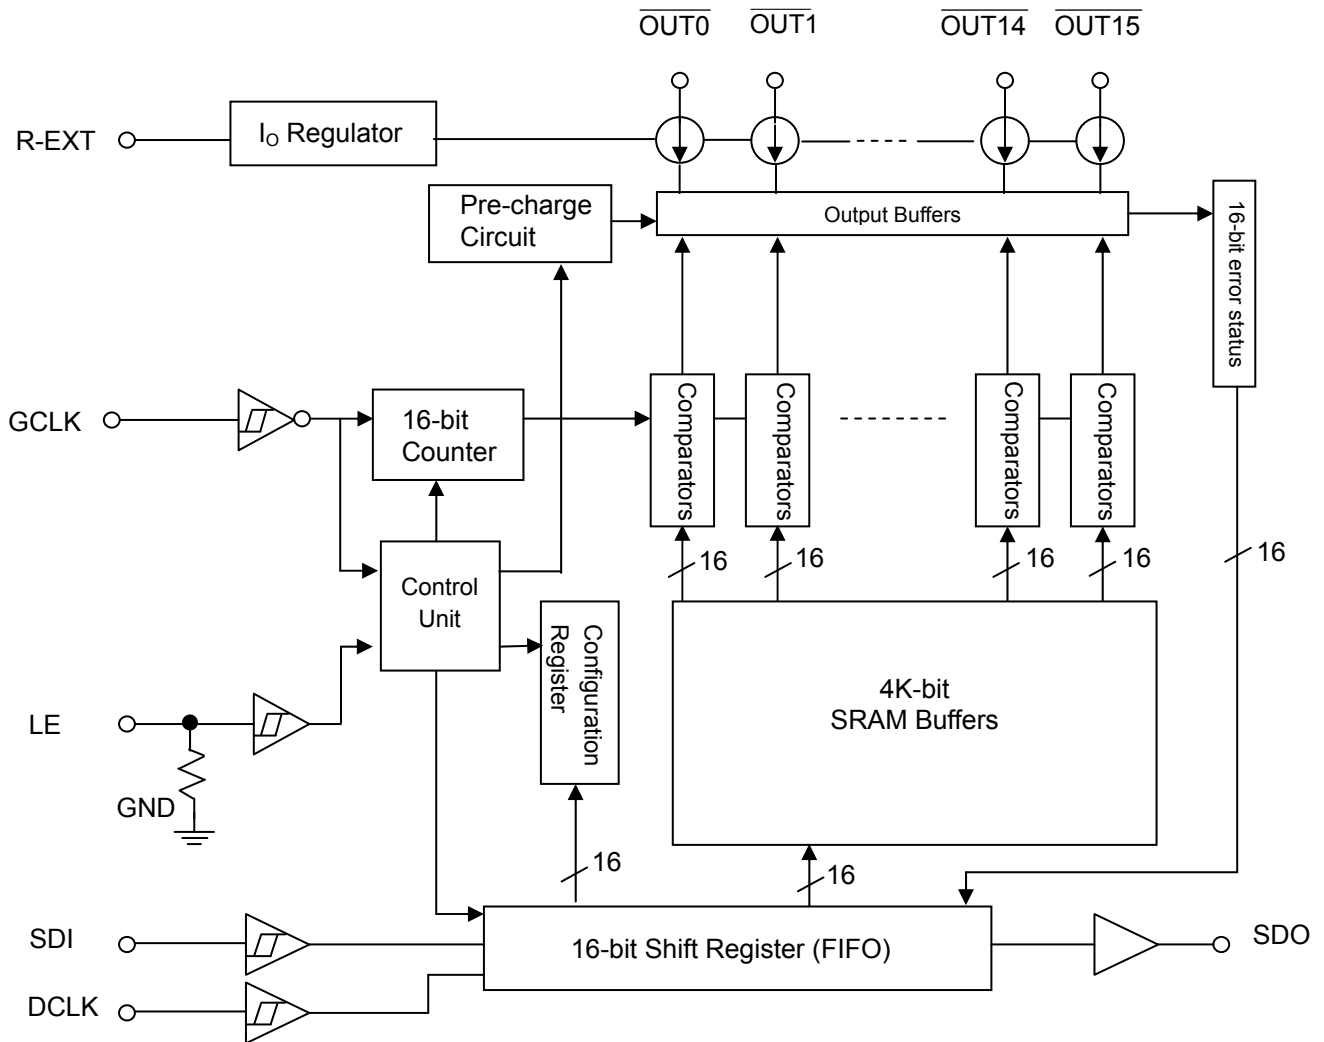 OUT0 OUT1 OUT14 OUT15
R-EXT
IO Regulator
Pre-charge
Circuit
Output Buffers
16-bit error status
GCLK
16-bit
Counter
Comparators
Comparators
Comparators
Comparators
16
16
16
16
16
Control
Unit
Configuration
Register
4K-bit
SRAM Buffers
LE
GND
16
16
SDI
16-bit Shift Register (FIFO)
SDO
DCLK